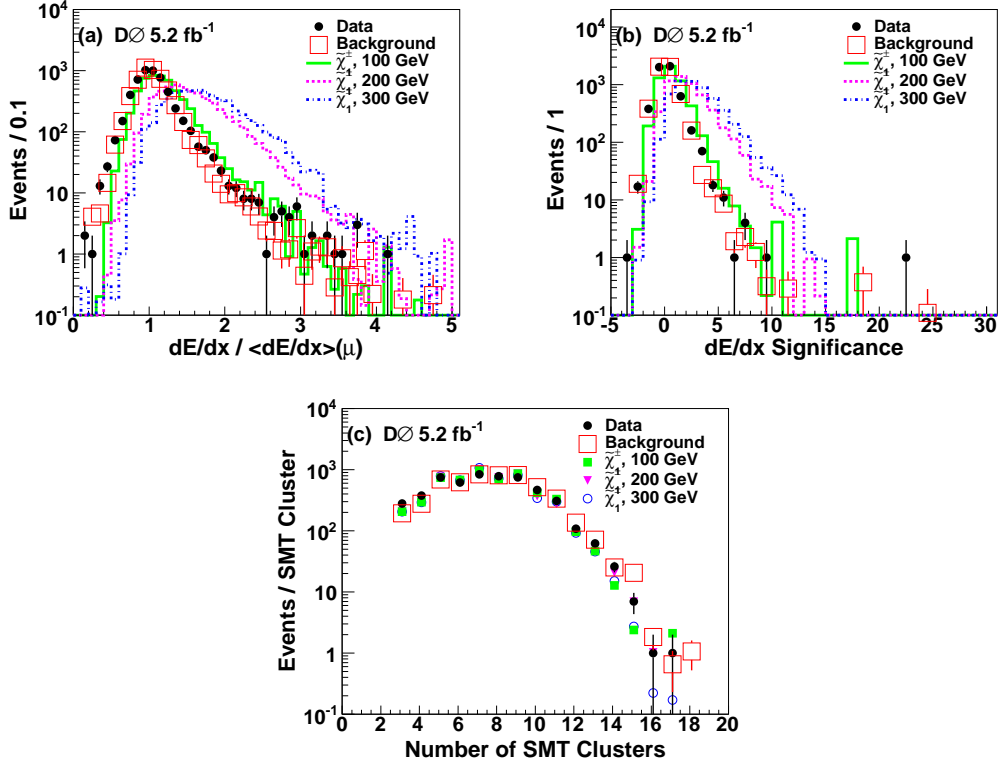 (a) DØ 5.2 fb⁻¹
Data
Background
χ̃₁±, 100 GeV
χ̃₁±, 200 GeV
χ̃₁±, 300 GeV
Events / 0.1
10⁴
10³
10²
10
1
10⁻¹
0 1 2 3 4 5
dE/dx / <dE/dx>(μ)
(b) DØ 5.2 fb⁻¹
Data
Background
χ̃₁±, 100 GeV
χ̃₁±, 200 GeV
χ̃₁±, 300 GeV
Events / 1
10⁴
10³
10²
10
1
10⁻¹
-5 0 5 10 15 20 25 30
dE/dx Significance
(c) DØ 5.2 fb⁻¹
Data
Background
χ̃₁±, 100 GeV
χ̃₁±, 200 GeV
χ̃₁±, 300 GeV
Events / SMT Cluster
10⁴
10³
10²
10
1
10⁻¹
0 2 4 6 8 10 12 14 16 18 20
Number of SMT Clusters